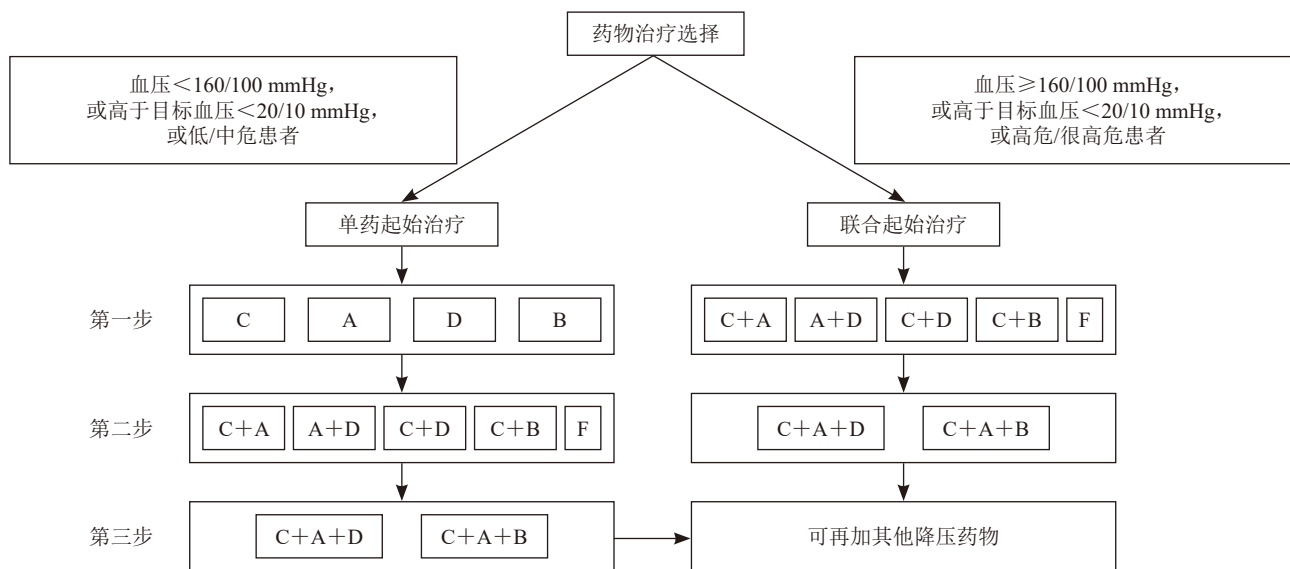 药物治疗选择
血压＜160/100 mmHg，
或高于目标血压＜20/10 mmHg，
或低/中危患者
血压≥160/100 mmHg，
或高于目标血压＜20/10 mmHg，
或高危/很高危患者
单药起始治疗
联合起始治疗
第一步
C
A
D
B
C＋A
A＋D
C＋D
C＋B
F
第二步
C＋A
A＋D
C＋D
C＋B
F
C＋A＋D
C＋A＋B
第三步
C＋A＋D
C＋A＋B
可再加其他降压药物